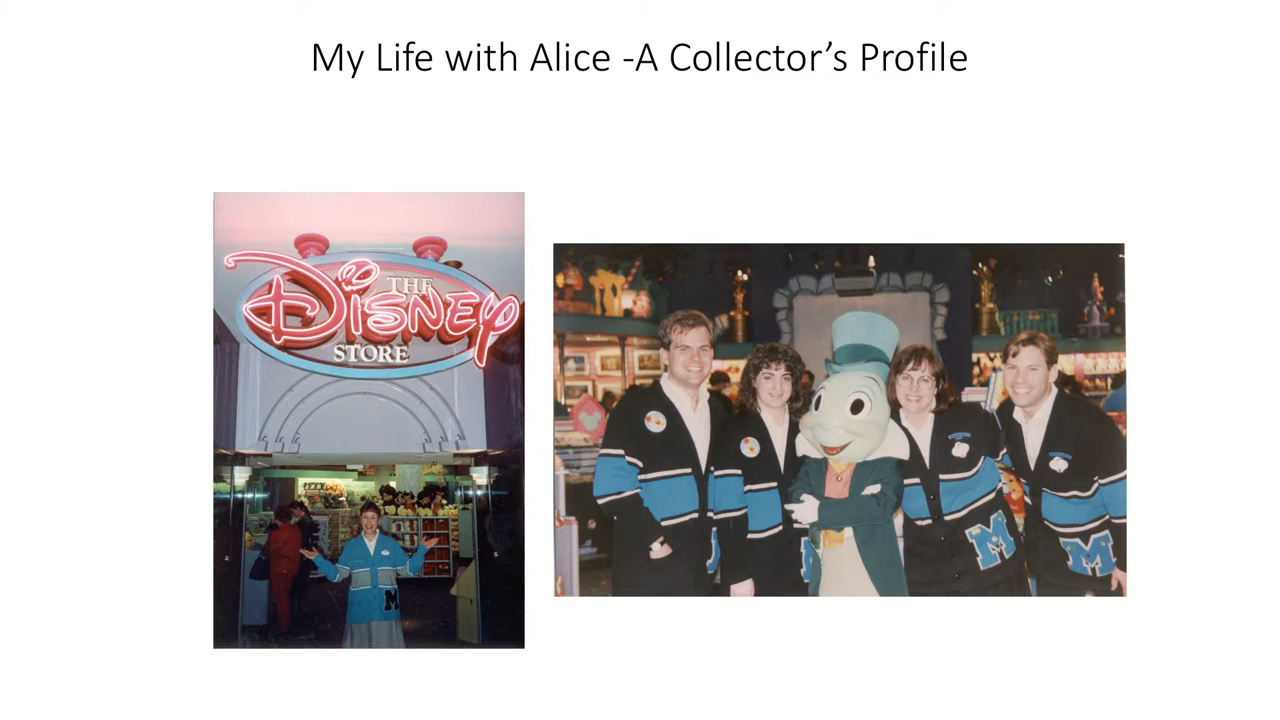 My Life with Alice -A Collector’s Profile
THE
DISNEY
STORE
M
M
M